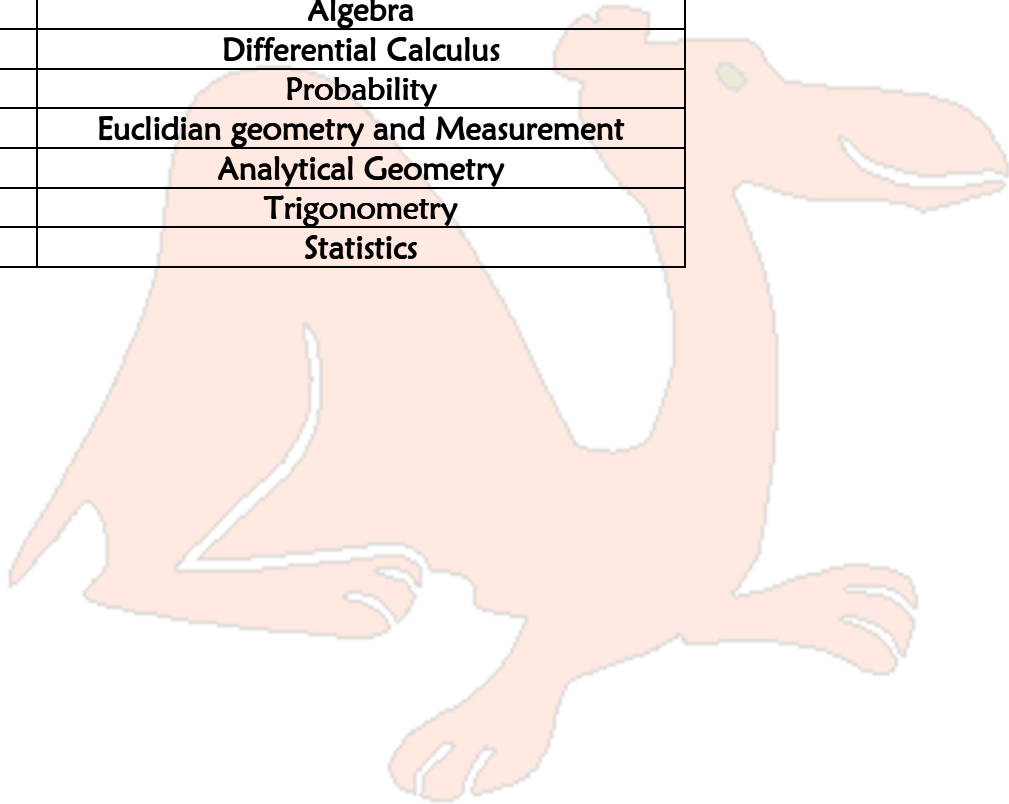 Algebra
Differential Calculus
Probability
Euclidian geometry and Measurement
Analytical Geometry
Trigonometry
Statistics